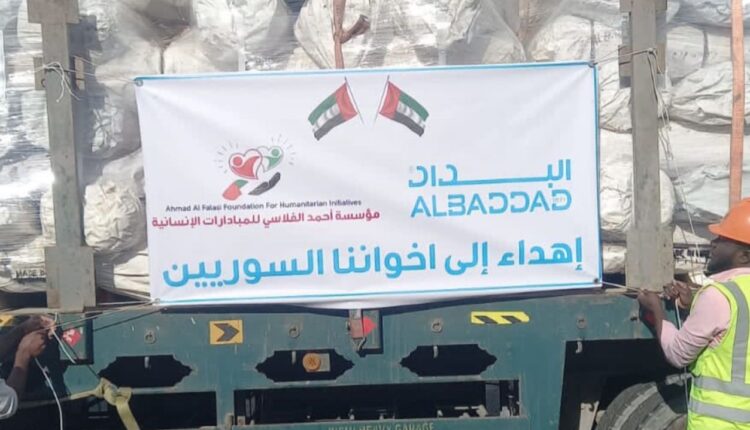 البداد
ALBADDAD
Ahmad Al Falasi Foundation For Humanitarian Initiatives
مؤسسة أحمد الفلاسي للمبادرات الإنسانية
إهداء إلى اخواننا السوريين